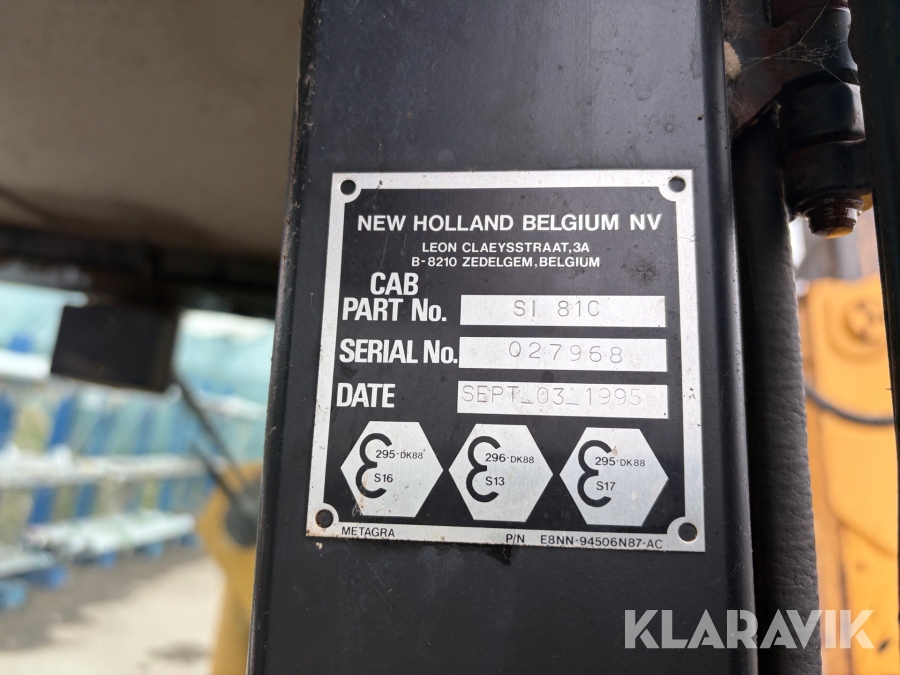 NEW HOLLAND BELGIUM NV
LEON CLAEYSSTRAAT,3A
B-8210 ZEDELGEM, BELGIUM
CAB
PART No. SI 81C
SERIAL No. 027968
DATE SEPT_03_1995
295-DK88 S16
296-DK88 S13
295-DK88 S17
METAGRA P/N E8NN-94506N87-AC
KLARAVIK